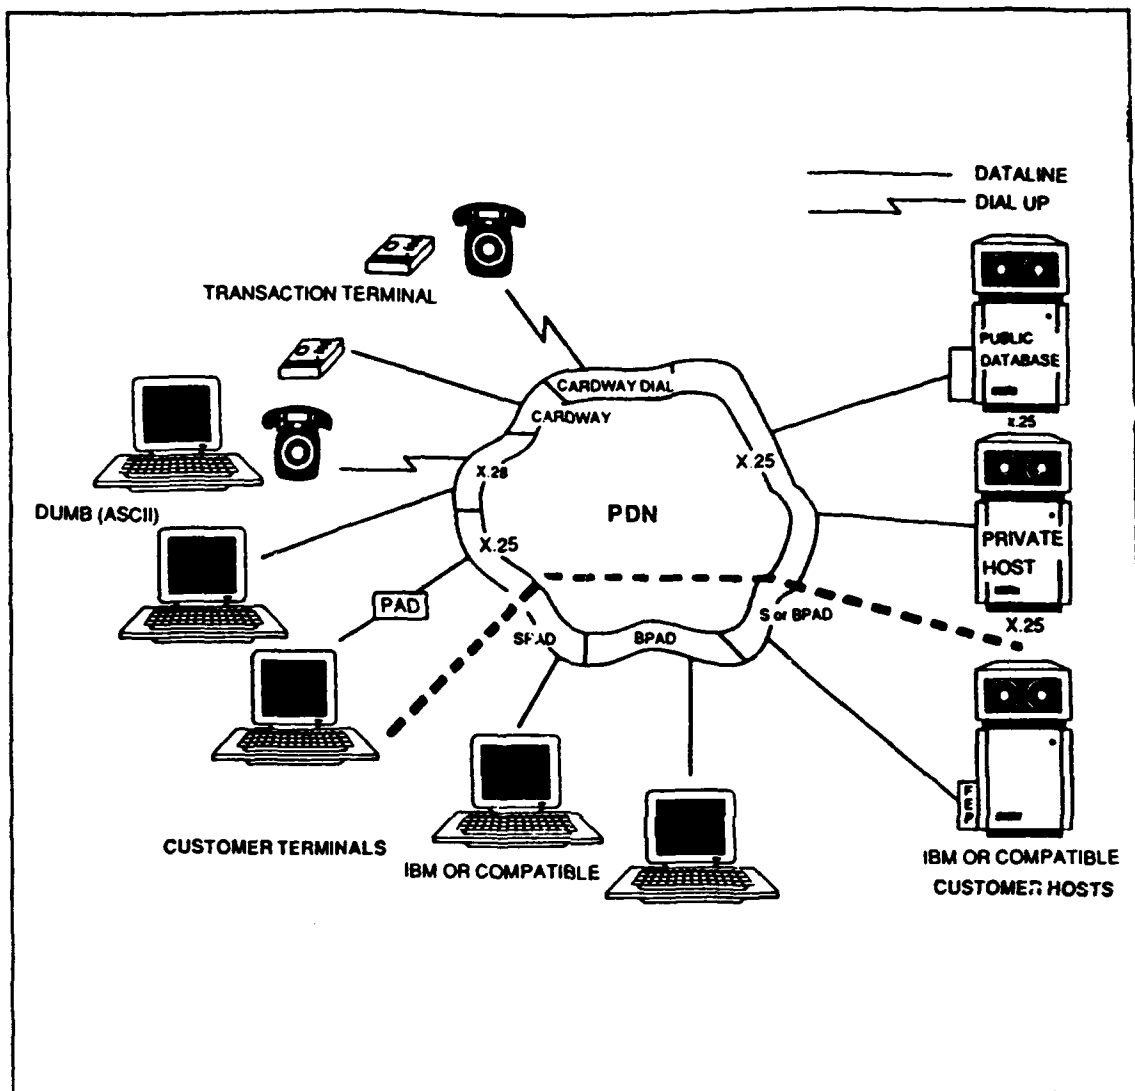 DATALINE
DIAL UP
TRANSACTION TERMINAL
PUBLIC
DATABASE
x.25
CARDWAY DIAL
CARDWAY
X.28
X.25
DUMB (ASCII)
PDN
X.25
PRIVATE
HOST
X.25
PAD
SPAD
BPAD
S or BPAD
FEP
CUSTOMER TERMINALS
IBM OR COMPATIBLE
IBM OR COMPATIBLE
CUSTOMER HOSTS